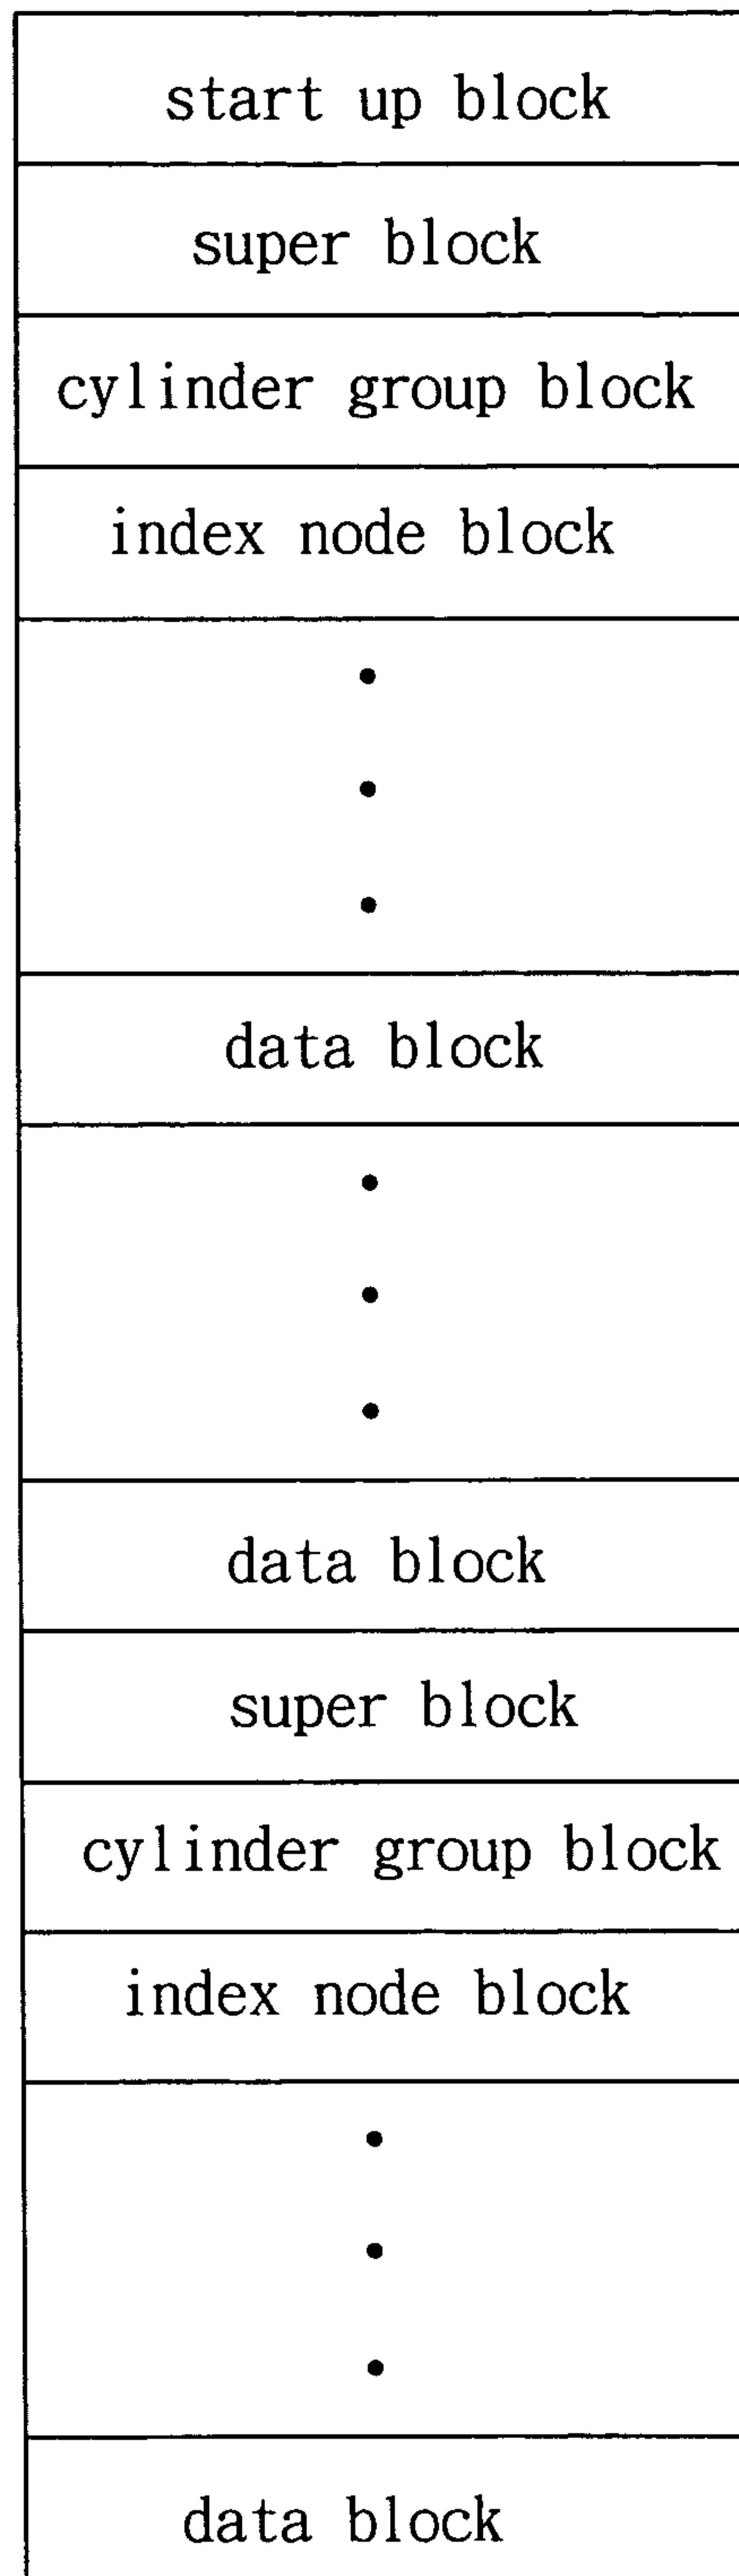 start up block
super block
cylinder group block
index node block
data block
data block
super block
cylinder group block
index node block
data block